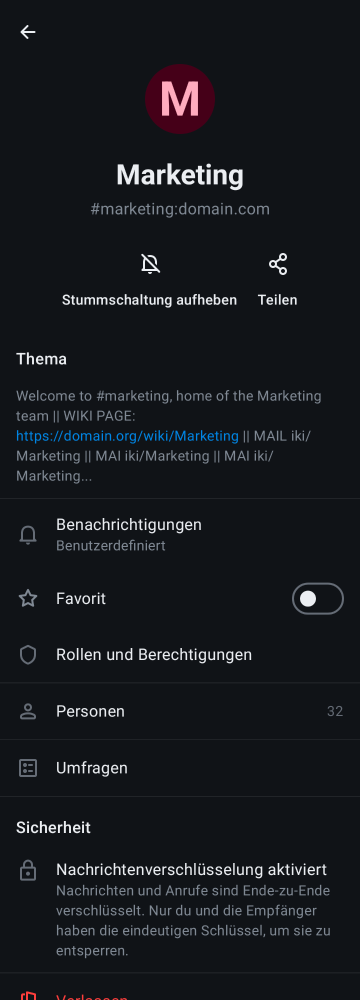 M
Marketing
#marketing:domain.com
Stummschaltung aufheben
Teilen
Thema
Welcome to #marketing, home of the Marketing
team || WIKI PAGE:
https://domain.org/wiki/Marketing || MAIL iki/
Marketing || MAI iki/Marketing || MAI iki/
Marketing...
Benachrichtigungen
Benutzerdefiniert
Favorit
Rollen und Berechtigungen
Personen 32
Umfragen
Sicherheit
Nachrichtenverschlüsselung aktiviert
Nachrichten und Anrufe sind Ende-zu-Ende
verschlüsselt. Nur du und die Empfänger
haben die eindeutigen Schlüssel, um sie zu
entsperren.
Verlassen